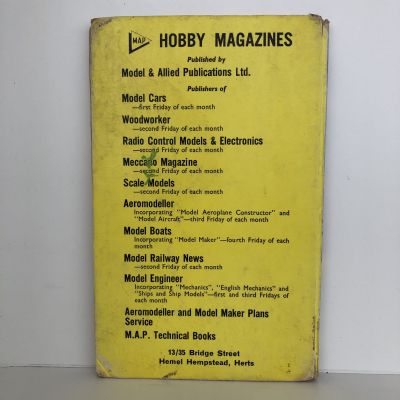 MAP HOBBY MAGAZINES
Published by
Model & Allied Publications Ltd.
Publishers of
Model Cars
—first Friday of each month
Woodworker
—second Friday of each month
Radio Control Models & Electronics
—second Friday of each month
Meccano Magazine
—second Friday of each month
Scale Models
—second Friday of each month
Aeromodeller
Incorporating "Model Aeroplane Constructor" and
"Model Aircraft"—third Friday of each month
Model Boats
Incorporating "Model Maker"—fourth Friday of each
month
Model Railway News
—second Friday of each month
Model Engineer
Incorporating "Mechanics", "English Mechanics" and
"Ships and Ship Models"—first and third Fridays of
each month
Aeromodeller and Model Maker Plans
Service
M.A.P. Technical Books
13/35 Bridge Street
Hemel Hempstead, Herts